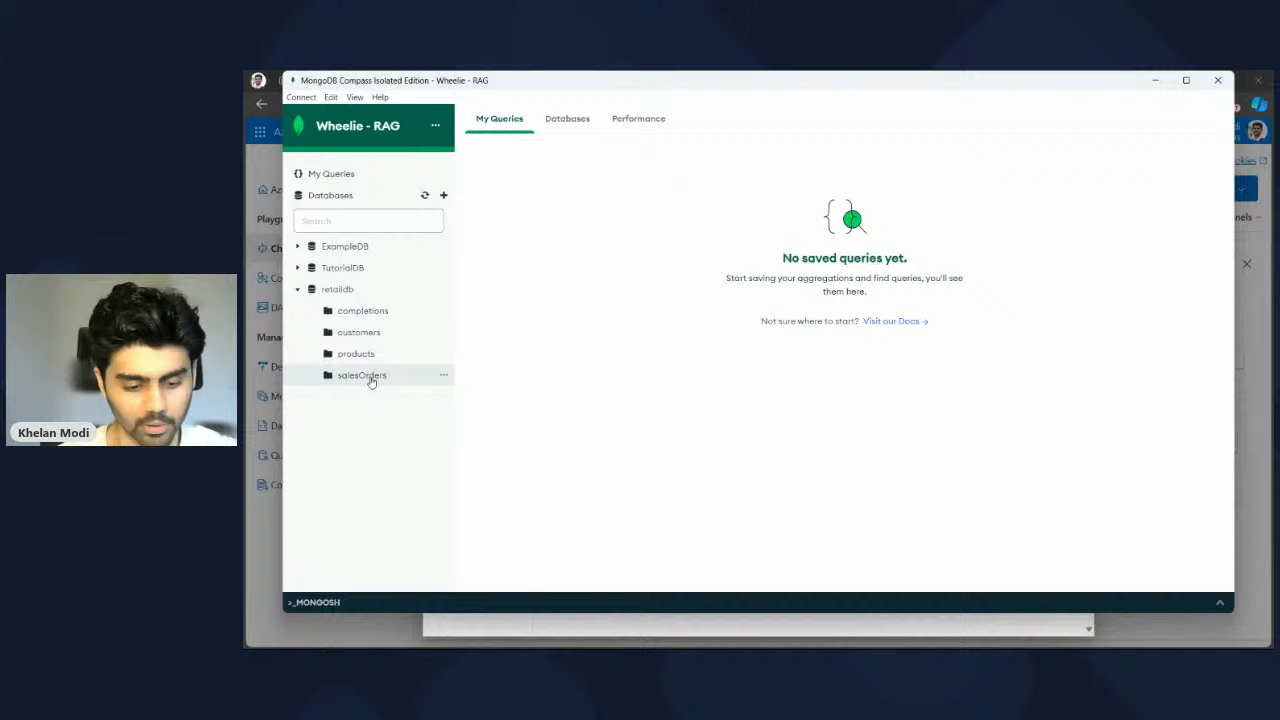 MongoDB Compass Isolated Edition - Wheelie - RAG
Connect Edit View Help
Wheelie - RAG
My Queries
Databases
Search
ExampleDB
TutorialDB
retaildb
completions
customers
products
salesOrders
My Queries Databases Performance
No saved queries yet.
Start saving your aggregations and find queries, you'll see
them here.
Not sure where to start? Visit our Docs
>_MONGOSH
Khelan Modi